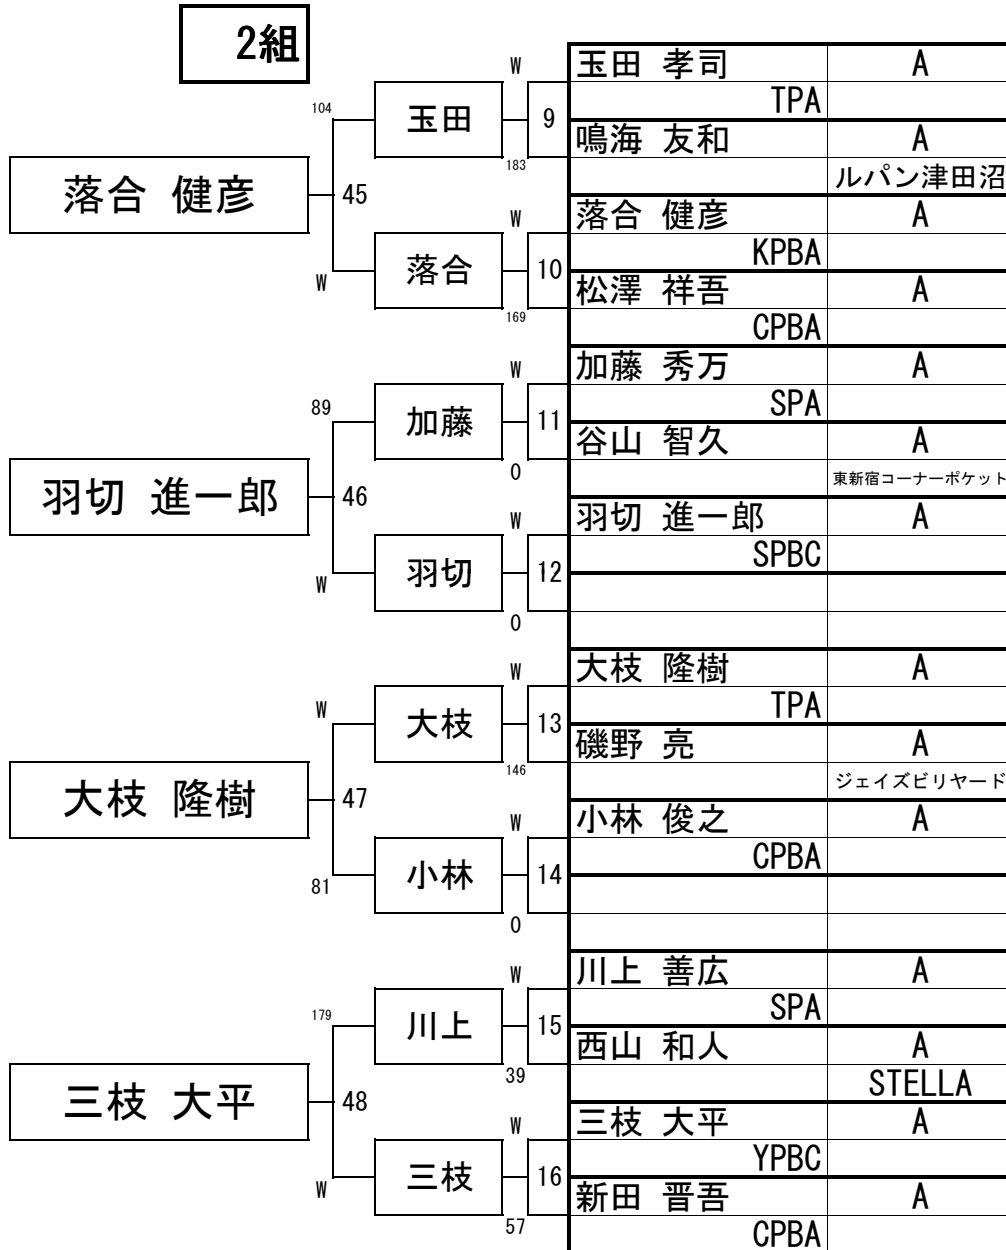 2組
W
玉田 孝司 A
104
玉田
9
TPA
鳴海 友和 A
183
ルパン津田沼
落合 健彦
45
W
落合 健彦 A
落合
10
KPBA
W
松澤 祥吾 A
169
CPBA
W
加藤 秀万 A
89
加藤
11
SPA
谷山 智久 A
0
東新宿コーナーポケット
羽切 進一郎
46
W
羽切 進一郎 A
羽切
12
SPBC
W
0
W
大枝 隆樹 A
W
大枝
13
TPA
磯野 亮 A
146
ジェイズビリヤード
大枝 隆樹
47
W
小林 俊之 A
小林
14
CPBA
81
0
W
川上 善広 A
179
川上
15
SPA
西山 和人 A
39
STELLA
三枝 大平
48
W
三枝 大平 A
三枝
16
YPBC
W
新田 晋吾 A
57
CPBA